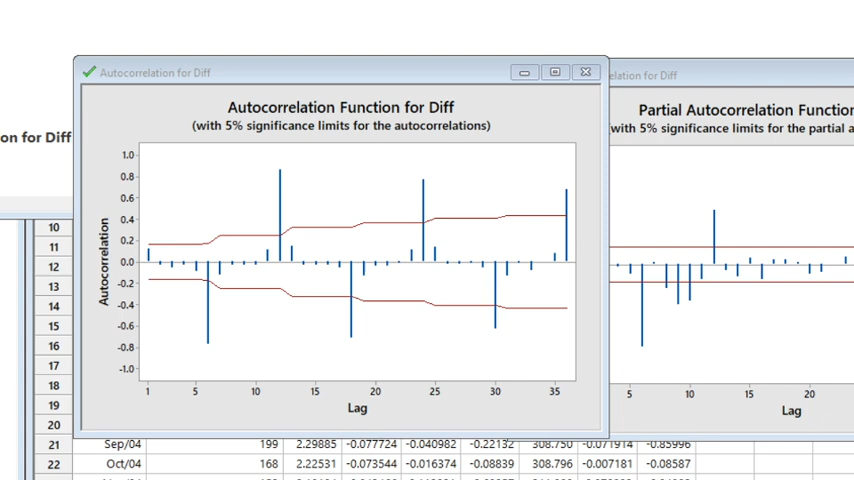 Autocorrelation for Diff
elation for Diff
on for Diff
Autocorrelation Function for Diff
(with 5% significance limits for the autocorrelations)
Partial Autocorrelation Function
with 5% significance limits for the partial a
1.0
0.8
0.6
0.4
0.2
0.0
-0.2
-0.4
-0.6
-0.8
-1.0
Autocorrelation
1 5 10 15 20 25 30 35
Lag
5 10 15 20
Lag
10
11
12
13
14
15
16
17
18
19
20
21 Sep/04 199 2.29885 -0.077724 -0.040982 -0.22132 308.750 -0.071914 -0.85996
22 Oct/04 168 2.22531 -0.073544 -0.016374 -0.08839 308.796 -0.007181 -0.08587